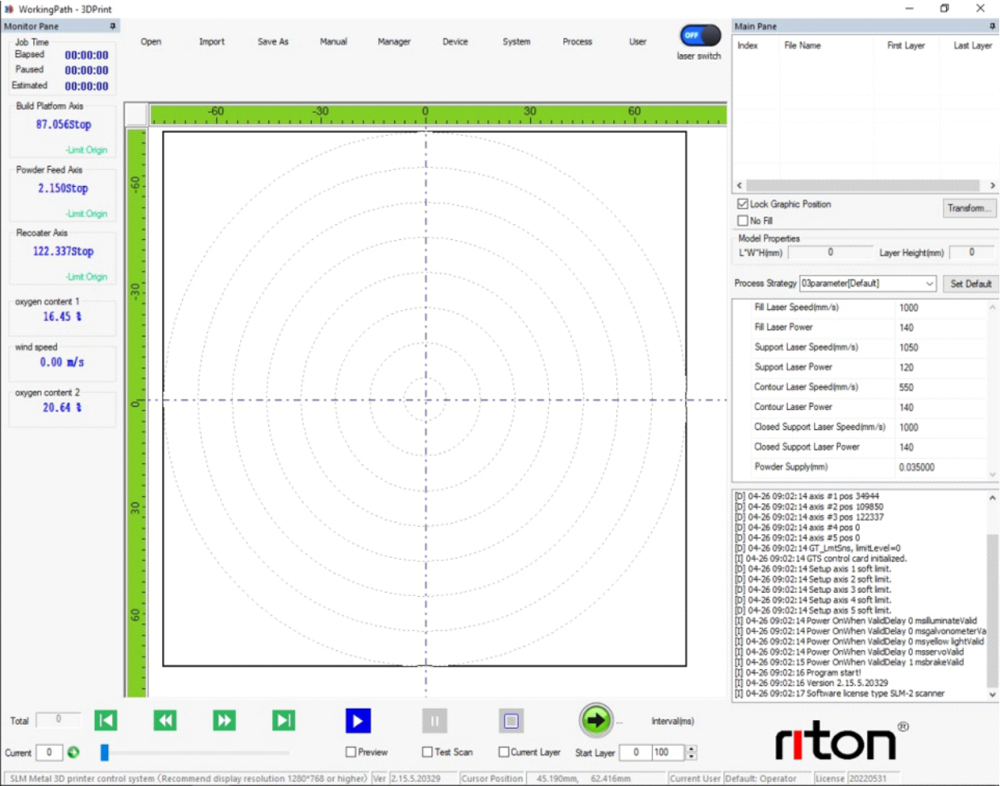 WorkingPath - 3DPrint
Monitor Pane
Job Time
Elapsed 00:00:00
Paused 00:00:00
Estimated 00:00:00
Build Platform Axis
87.056Stop
-Limit:Origin
Powder Feed Axis
2.150Stop
-Limit:Origin
Recoater Axis
122.337Stop
-Limit:Origin
oxygen content 1
16.45 %
wind speed
0.00 m/s
oxygen content 2
20.64 %
Open Import Save As Manual Manager Device System Process User
OFF
laser switch
-60 -30 0 30 60
-60
-30
0
30
60
Main Pane
Index File Name First Layer Last Layer
Lock Graphic Position
Transform...
No Fill
Model Properties
L*W*H(mm) 0 Layer Height(mm) 0
Process Strategy 03parameter[Default] Set Default
Fill Laser Speed(mm/s) 1000
Fill Laser Power 140
Support Laser Speed(mm/s) 1050
Support Laser Power 120
Contour Laser Speed(mm/s) 550
Contour Laser Power 140
Closed Support Laser Speed(mm/s) 1000
Closed Support Laser Power 140
Powder Supply(mm) 0.035000
[D] 04-26 09:02:14 axis #1 pos 34944
[D] 04-26 09:02:14 axis #2 pos 109850
[D] 04-26 09:02:14 axis #3 pos 122337
[D] 04-26 09:02:14 axis #4 pos 0
[D] 04-26 09:02:14 axis #5 pos 0
[D] 04-26 09:02:14 GT_LmtSns, limitLevel=0
[I] 04-26 09:02:14 GTS control card initialized.
[D] 04-26 09:02:14 Setup axis 1 soft limit.
[D] 04-26 09:02:14 Setup axis 2 soft limit.
[D] 04-26 09:02:14 Setup axis 3 soft limit.
[D] 04-26 09:02:14 Setup axis 4 soft limit.
[D] 04-26 09:02:14 Setup axis 5 soft limit.
[I] 04-26 09:02:14 Power OnWhen ValidDelay 0 msilluminateValid
[I] 04-26 09:02:14 Power OnWhen ValidDelay 0 msgalvonometerVa
[I] 04-26 09:02:14 Power OnWhen ValidDelay 0 msyellow lightValid
[I] 04-26 09:02:14 Power OnWhen ValidDelay 0 msservoValid
[I] 04-26 09:02:15 Power OnWhen ValidDelay 1 msbrakeValid
[I] 04-26 09:02:16 Program start!
[I] 04-26 09:02:16 Version 2.15.5.20329
[I] 04-26 09:02:17 Software license type SLM-2 scanner
Total 0
... Interval(ms)
Current 0
Preview Test Scan Current Layer Start Layer 0 100
riton®
SLM Metal 3D printer control system (Recommend display resolution 1280*768 or higher) Ver 2.15.5.20329 Cursor Position 45.190mm, 62.416mm Current User Default: Operator License 20220531